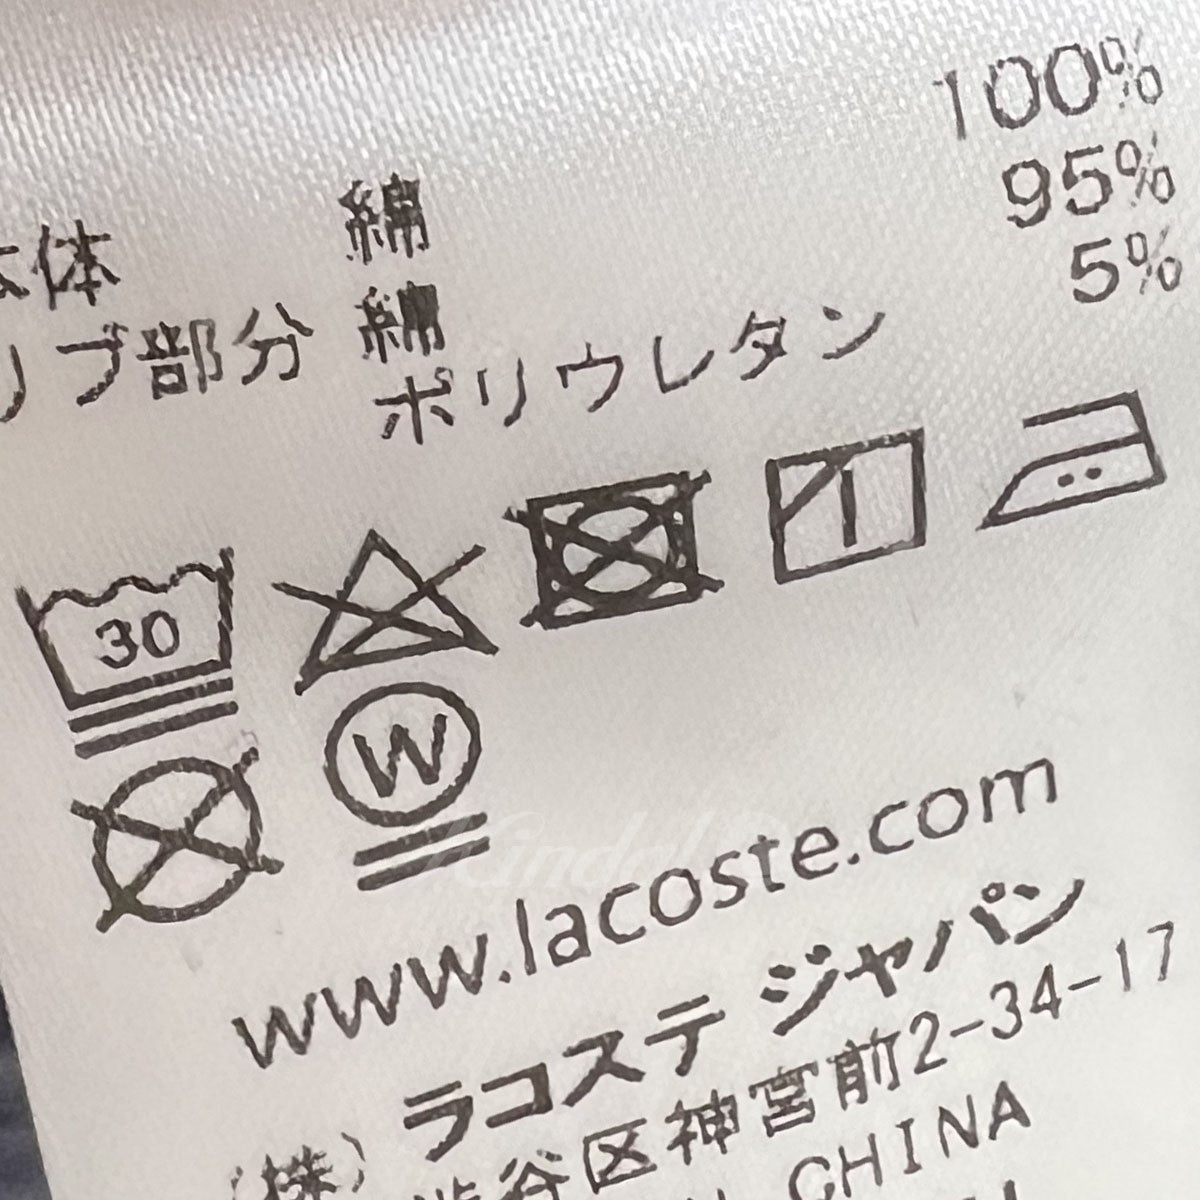 本体 綿 100%
リブ部分 綿 95%
ポリウレタン 5%
30
W
www.lacoste.com
ラコステ ジャパン
(株)
渋谷区神宮前2-34-17
CHINA